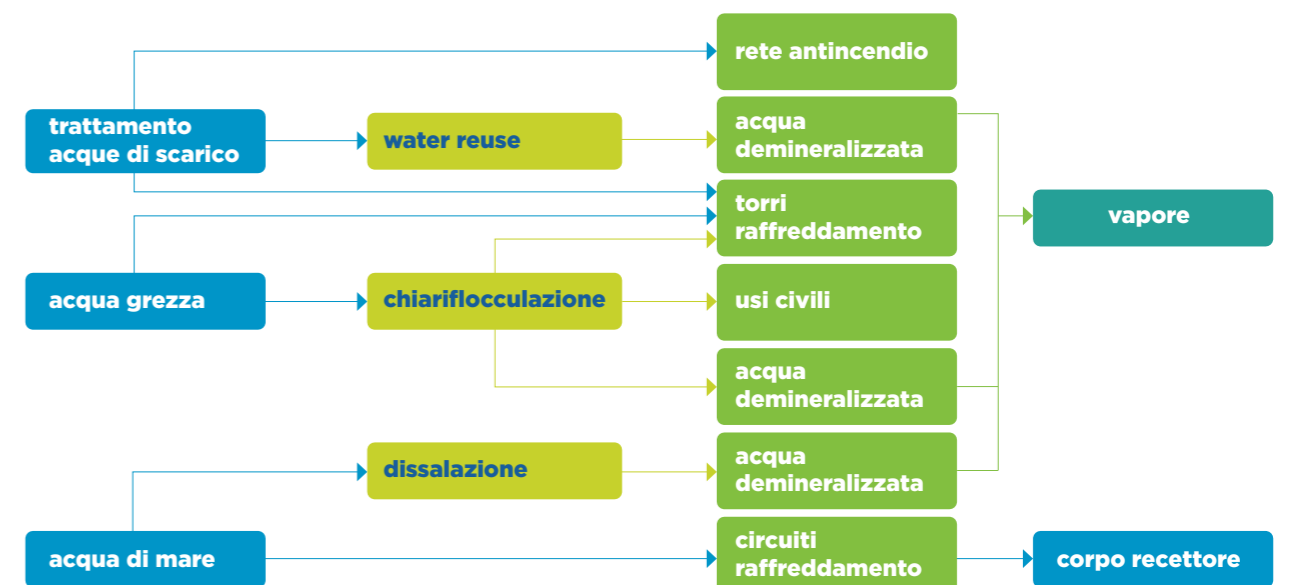 rete antincendio
trattamento
acque di scarico
water reuse
acqua
demineralizzata
torri
raffreddamento
vapore
acqua grezza
chiariflocculazione
usi civili
acqua
demineralizzata
dissalazione
acqua
demineralizzata
acqua di mare
circuiti
raffreddamento
corpo recettore